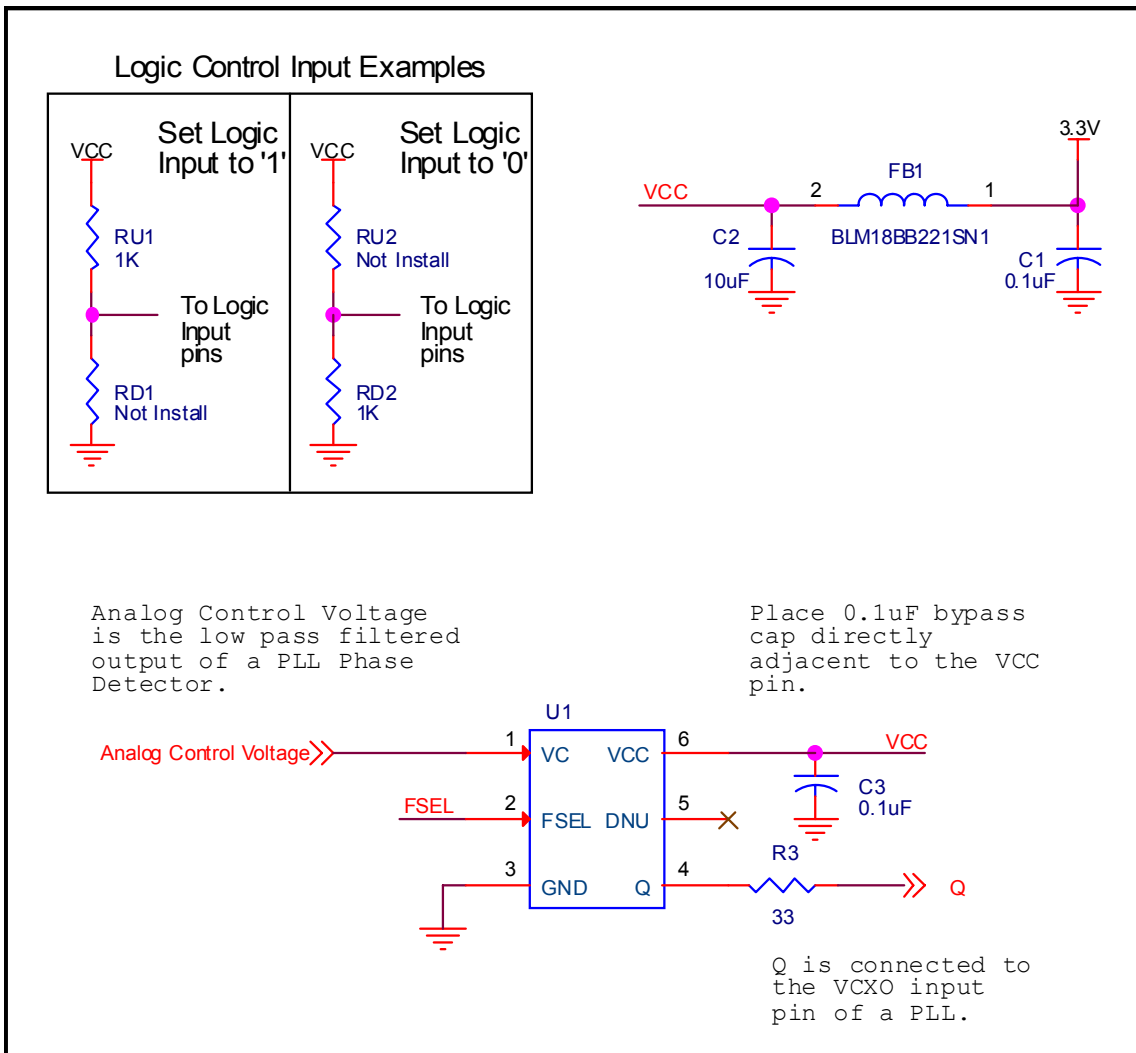 Logic Control Input Examples
Set Logic
Input to '1'
VCC
RU1
1K
To Logic
Input
pins
RD1
Not Install
Set Logic
Input to '0'
VCC
RU2
Not Install
To Logic
Input
pins
RD2
1K
3.3V
VCC
2
FB1
1
BLM18BB221SN1
C2
10uF
C1
0.1uF
Analog Control Voltage
is the low pass filtered
output of a PLL Phase
Detector.
Place 0.1uF bypass
cap directly
adjacent to the VCC
pin.
U1
Analog Control Voltage
1
VC
VCC
6
VCC
FSEL
2
FSEL
DNU
5
C3
0.1uF
3
GND
Q
4
R3
33
Q
Q is connected to
the VCXO input
pin of a PLL.